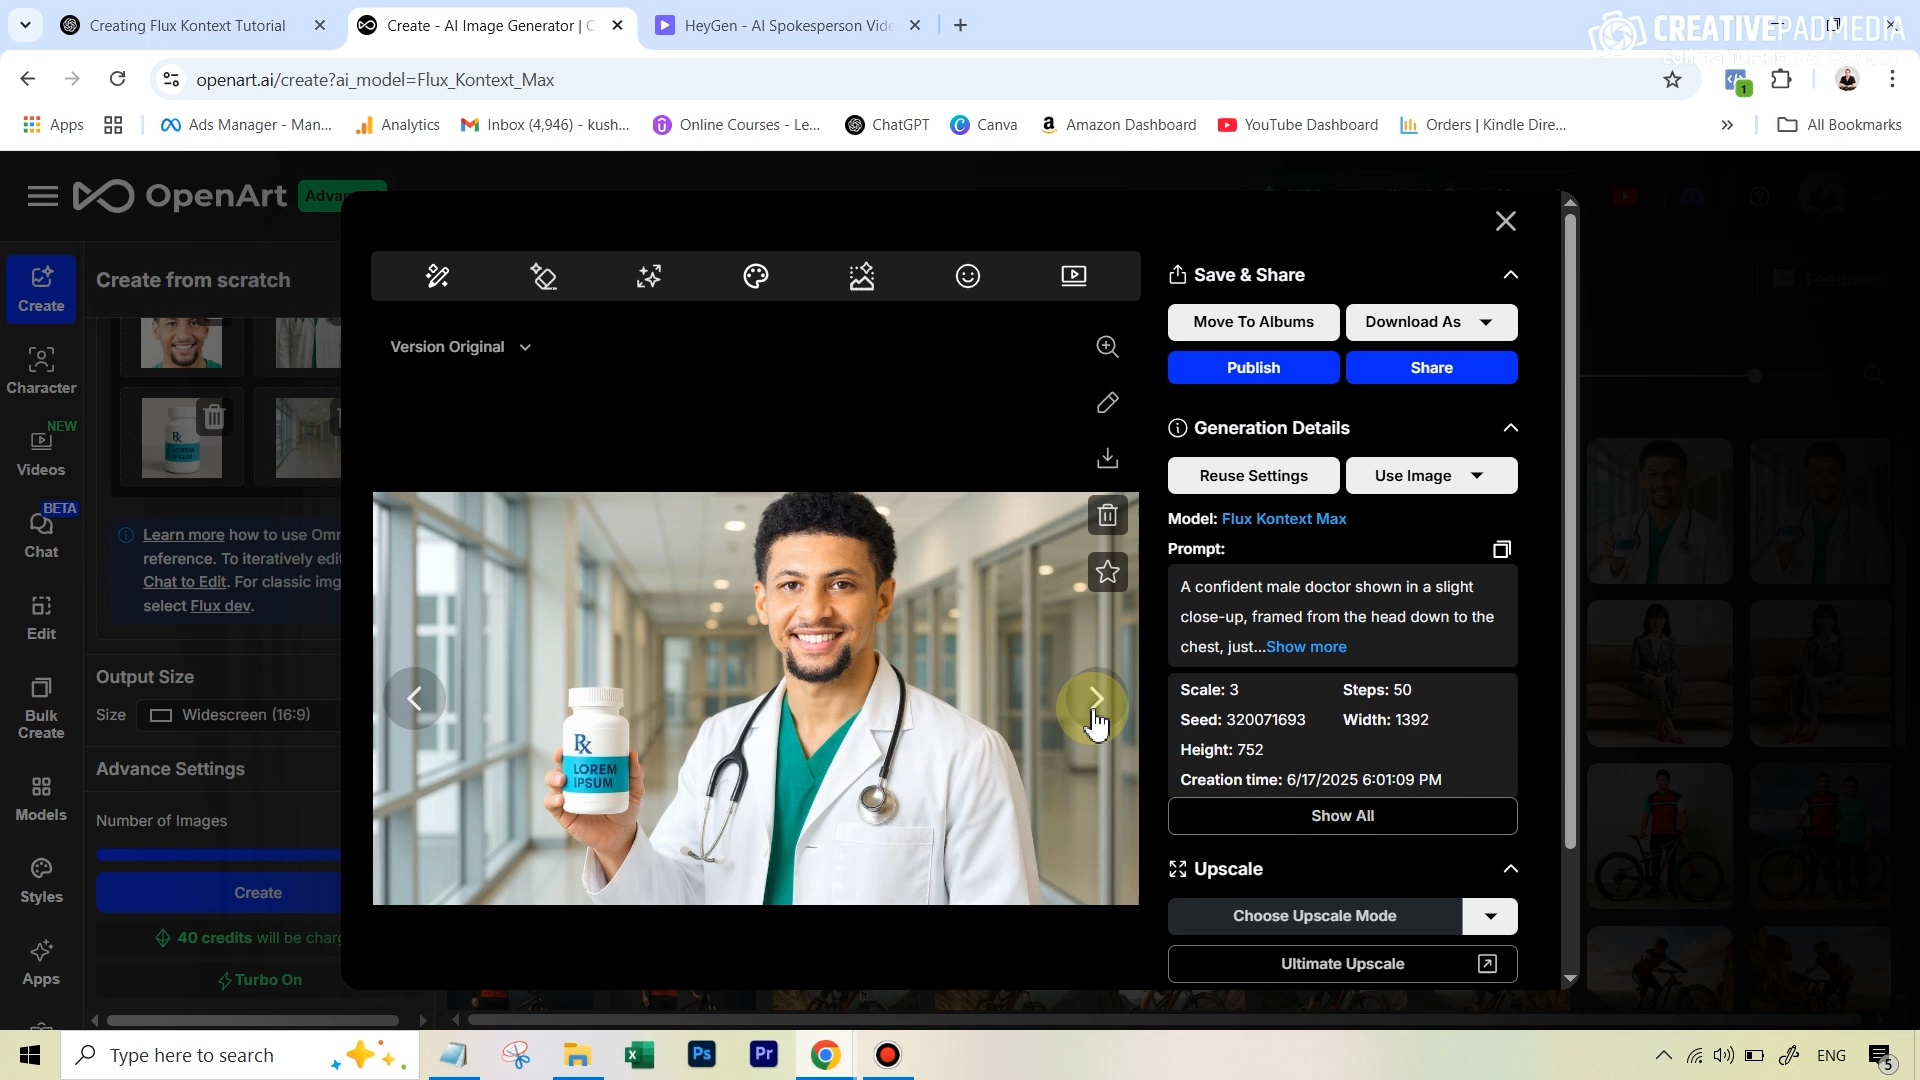 Creating Flux Kontext Tutorial
Create - AI Image Generator | C
HeyGen - AI Spokesperson Vide
CREATIVEPADMEDIA
openart.ai/create?ai_model=Flux_Kontext_Max
1
Apps
Ads Manager - Man...
Analytics
Inbox (4,946) - kush...
Online Courses - Le...
ChatGPT
Canva
Amazon Dashboard
YouTube Dashboard
Orders | Kindle Dire...
All Bookmarks
OpenArt
Advan
Create
Character
NEW
Videos
BETA
Chat
Edit
Bulk
Create
Models
Styles
Apps
Create from scratch
Learn more how to use Om
reference. To iteratively edit
Chat to Edit. For classic img
select Flux dev.
Output Size
Size
Widescreen (16:9)
Advance Settings
Number of Images
Create
40 credits will be char
Turbo On
Version Original
Rx
LOREM
IPSUM
Save & Share
Move To Albums
Download As
Publish
Share
Generation Details
Reuse Settings
Use Image
Model: Flux Kontext Max
Prompt:
A confident male doctor shown in a slight
close-up, framed from the head down to the
chest, just...Show more
Scale: 3
Steps: 50
Seed: 320071693
Width: 1392
Height: 752
Creation time: 6/17/2025 6:01:09 PM
Show All
Upscale
Choose Upscale Mode
Ultimate Upscale
Feedback
Type here to search
Ps
Pr
ENG
5